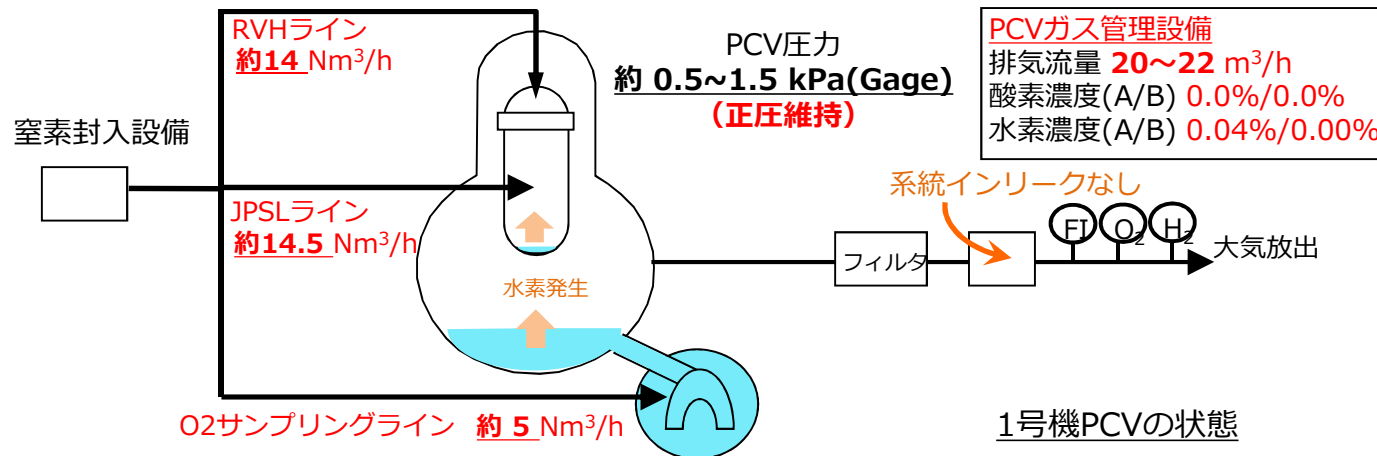 RVHライン
約14 Nm³/h
PCV圧力
約 0.5~1.5 kPa(Gage)
（正圧維持）
PCVガス管理設備
排気流量 20～22 m³/h
酸素濃度(A/B) 0.0%/0.0%
水素濃度(A/B) 0.04%/0.00%
窒素封入設備
系統インリークなし
JPSLライン
約14.5 Nm³/h
FI
O₂
H₂
大気放出
フィルタ
水素発生
O2サンプリングライン 約 5 Nm³/h
1号機PCVの状態